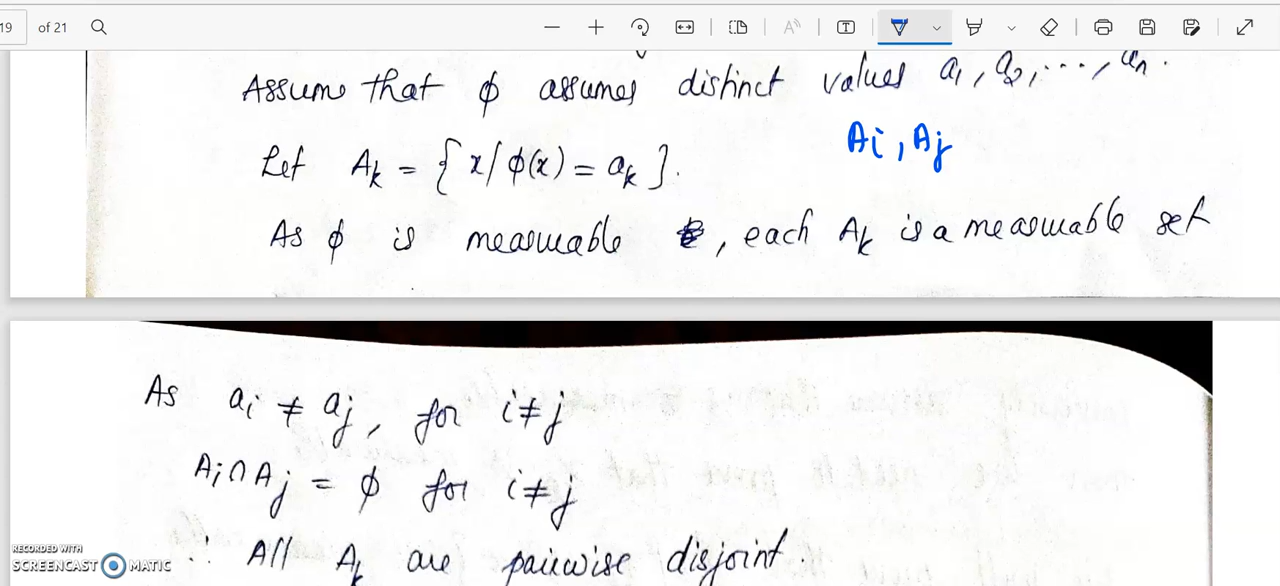 19 of 21
Assume that ϕ assumes distinct values a₁, a₂, ..., aₙ.
Ai, Aj
Let Aₖ = { x/ϕ(x) = aₖ }.
As ϕ is measurable , each Aₖ is a measurable set
As aᵢ ≠ aⱼ, for i≠j
Aᵢ∩Aⱼ = ϕ for i≠j
∴ All Aₖ are pairwise disjoint.
RECORDED WITH
SCREENCAST MATIC